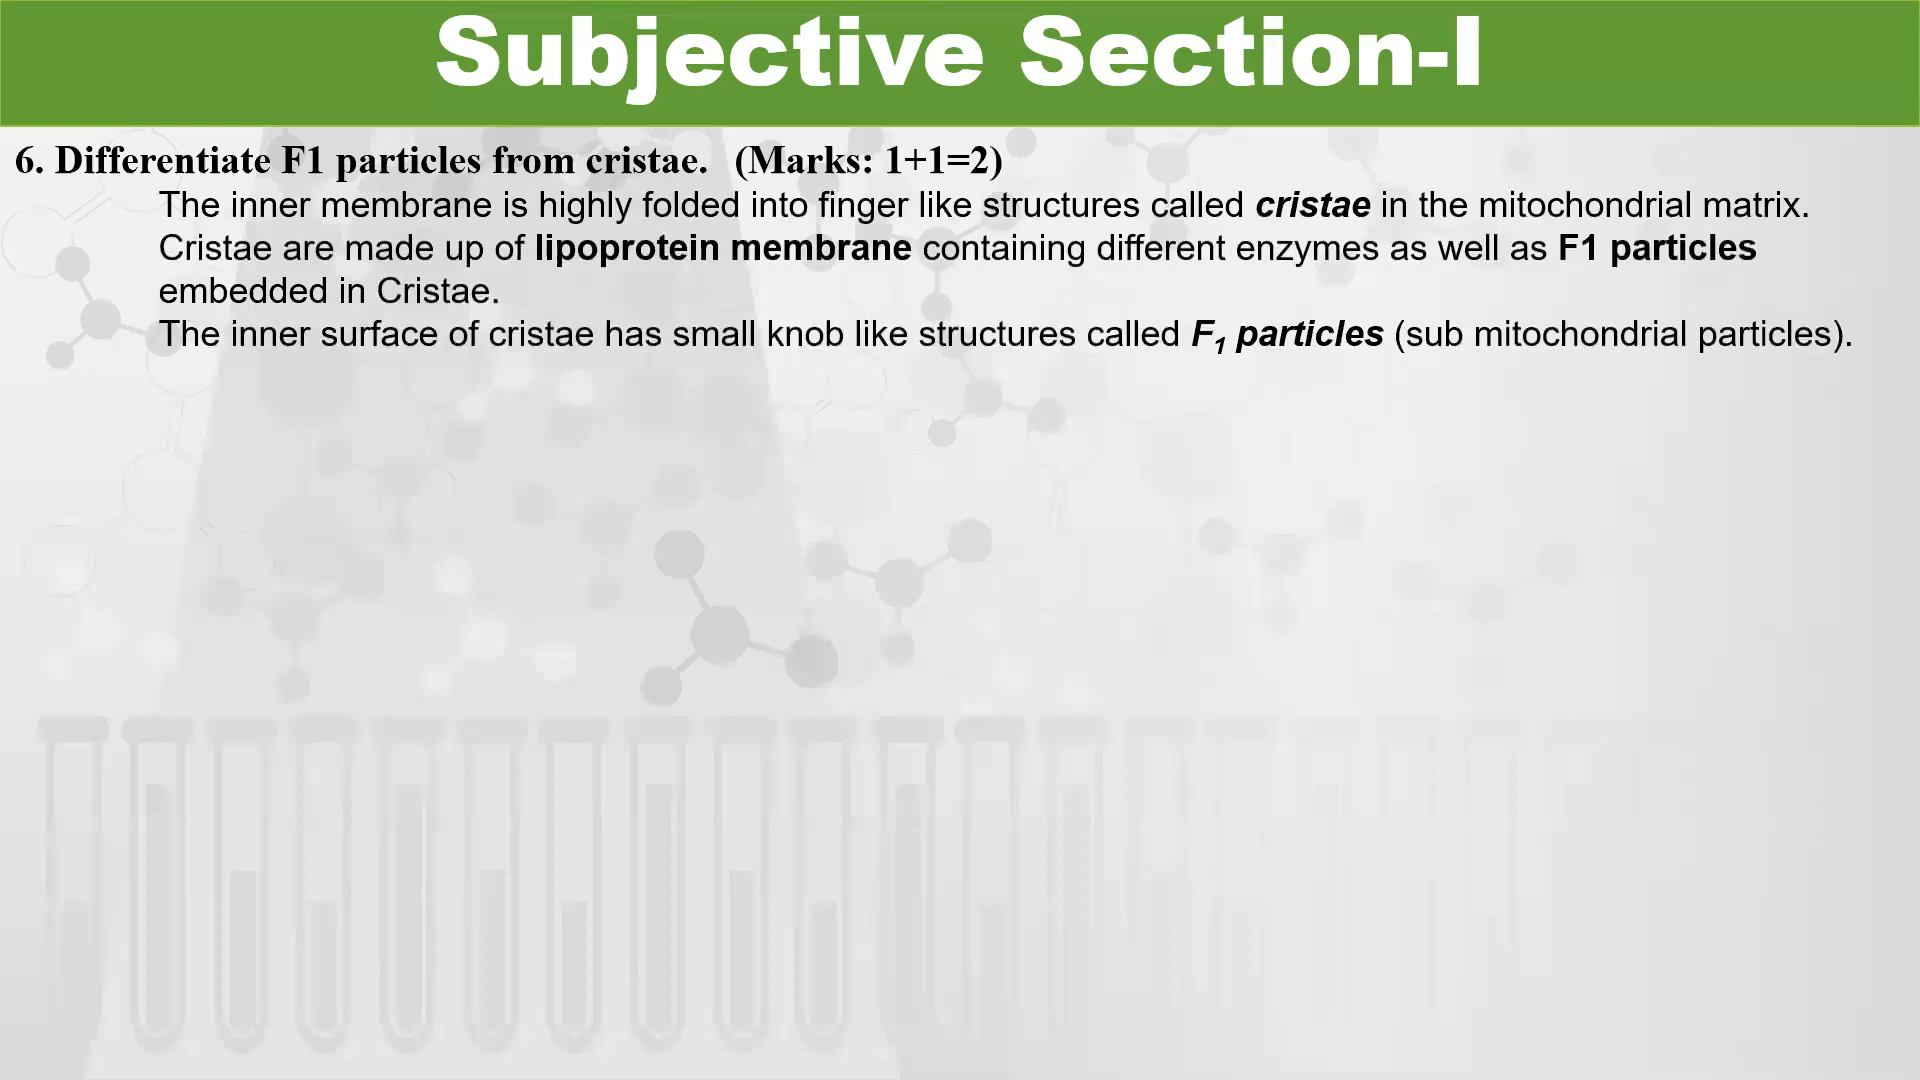 Subjective Section-I
6. Differentiate F1 particles from cristae. (Marks: 1+1=2)
The inner membrane is highly folded into finger like structures called cristae in the mitochondrial matrix.
Cristae are made up of lipoprotein membrane containing different enzymes as well as F1 particles
embedded in Cristae.
The inner surface of cristae has small knob like structures called F1 particles (sub mitochondrial particles).